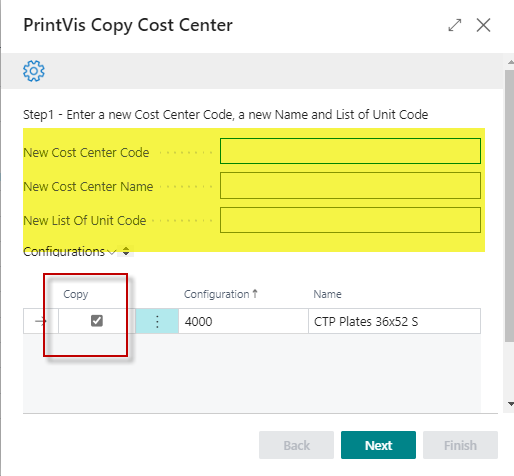 PrintVis Copy Cost Center
Step1 - Enter a new Cost Center Code, a new Name and List of Unit Code
New Cost Center Code
New Cost Center Name
New List Of Unit Code
Configurations
Copy Configuration ↑ Name
4000 CTP Plates 36x52 S
Back Next Finish